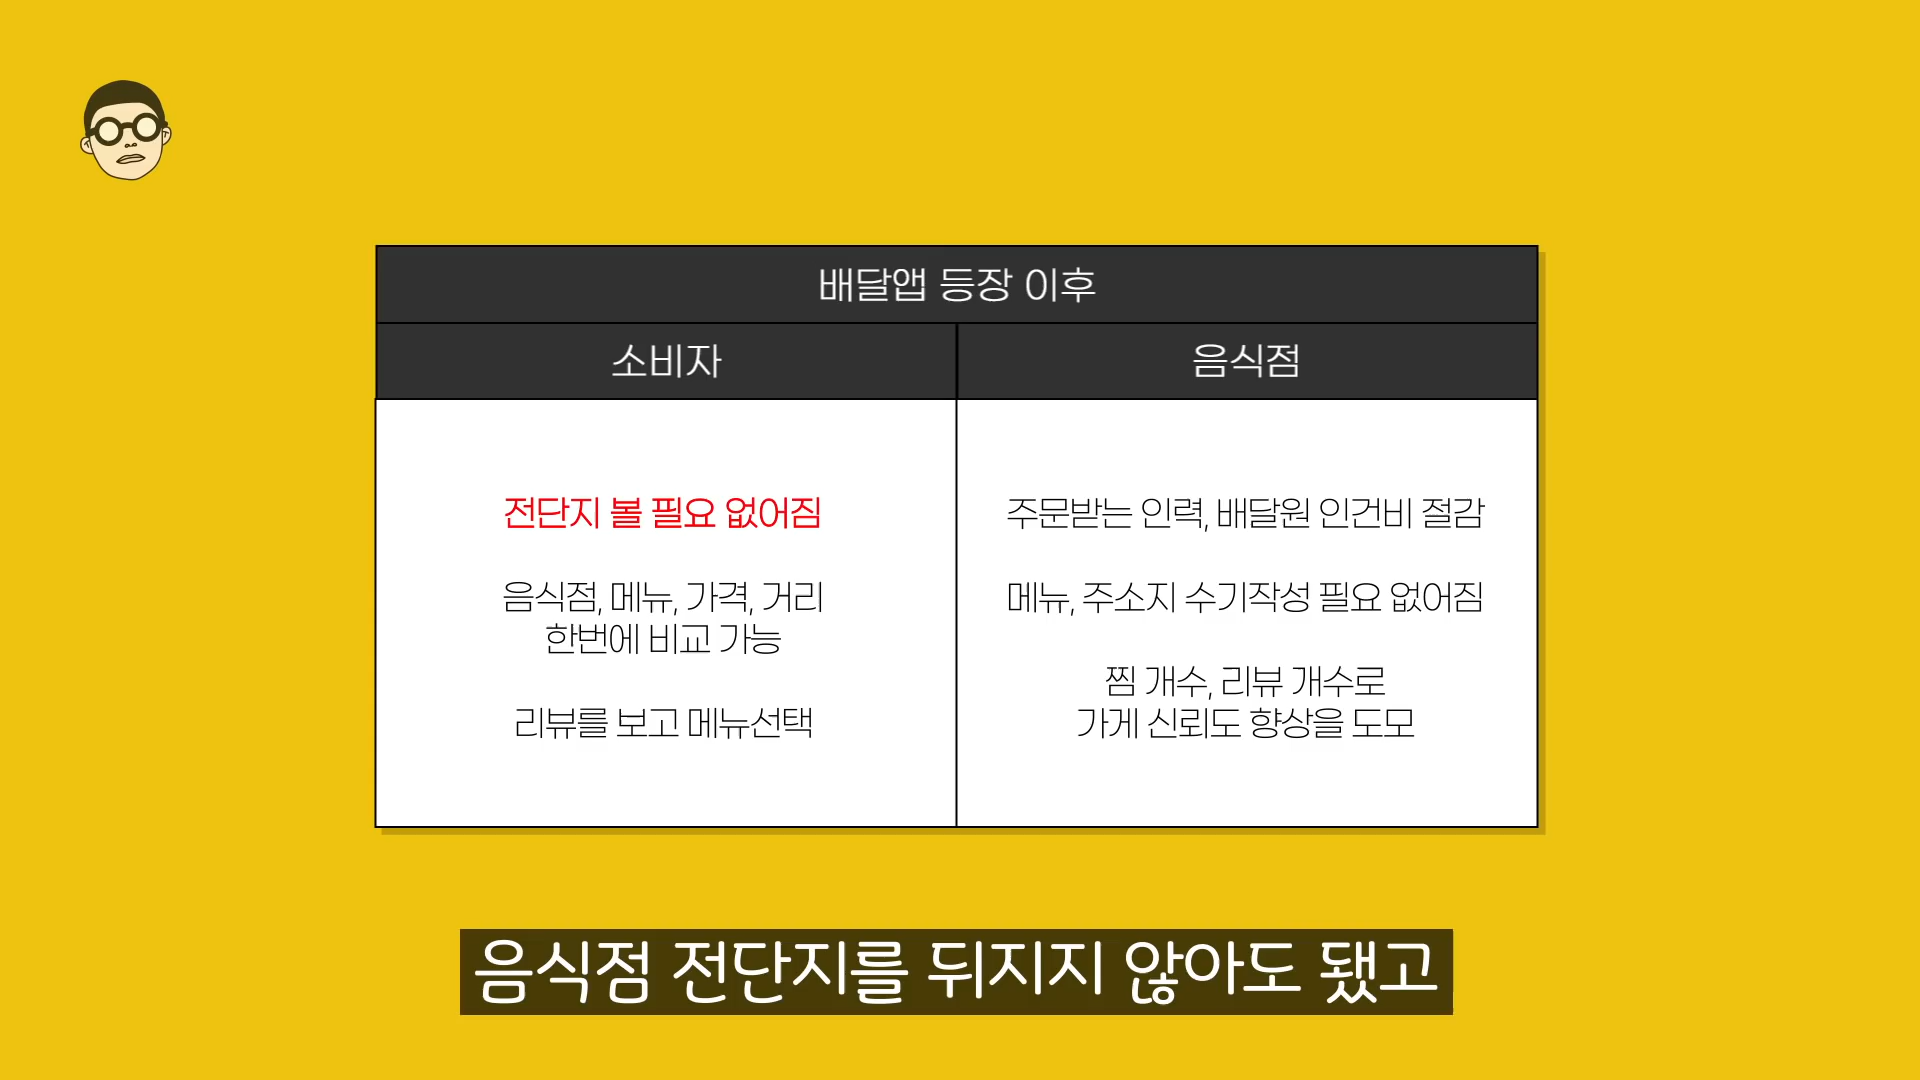 배달앱 등장 이후
소비자
음식점
전단지 볼 필요 없어짐
음식점, 메뉴, 가격, 거리
한번에 비교 가능
리뷰를 보고 메뉴선택
주문받는 인력, 배달원 인건비 절감
메뉴, 주소지 수기작성 필요 없어짐
찜 개수, 리뷰 개수로
가게 신뢰도 향상을 도모
음식점 전단지를 뒤지지 않아도 됐고